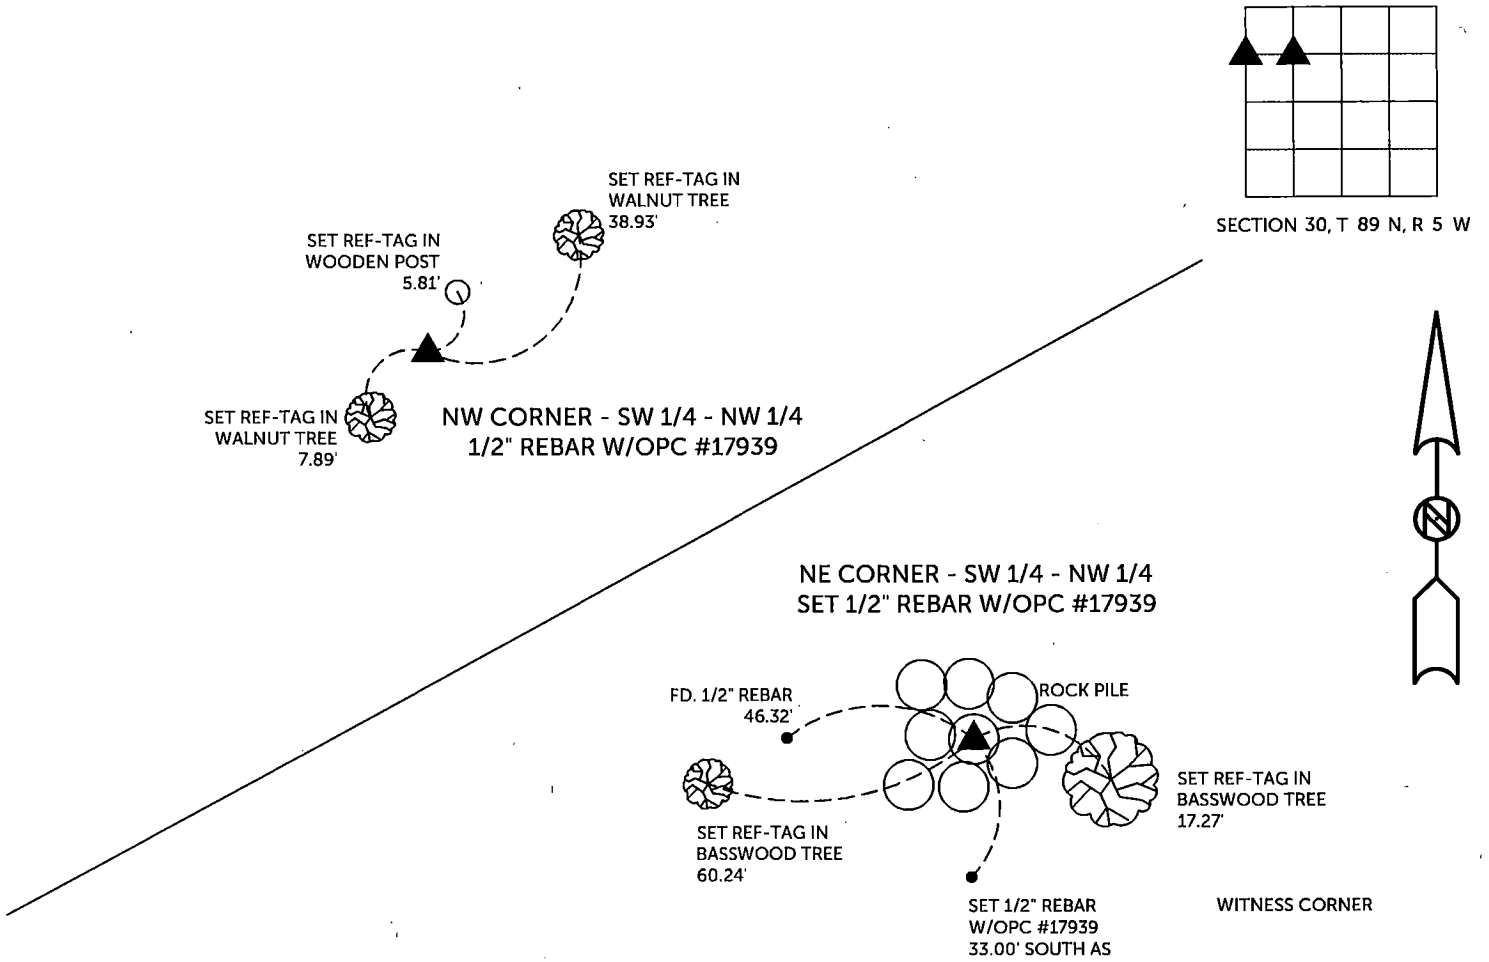 SECTION 30, T 89 N, R 5 W
SET REF-TAG IN
WALNUT TREE
38.93'
SET REF-TAG IN
WOODEN POST
5.81'
SET REF-TAG IN
WALNUT TREE
7.89'
NW CORNER - SW 1/4 - NW 1/4
1/2" REBAR W/OPC #17939
N
NE CORNER - SW 1/4 - NW 1/4
SET 1/2" REBAR W/OPC #17939
FD. 1/2" REBAR
46.32'
ROCK PILE
SET REF-TAG IN
BASSWOOD TREE
17.27'
SET REF-TAG IN
BASSWOOD TREE
60.24'
SET 1/2" REBAR
W/OPC #17939
33.00' SOUTH AS
WITNESS CORNER